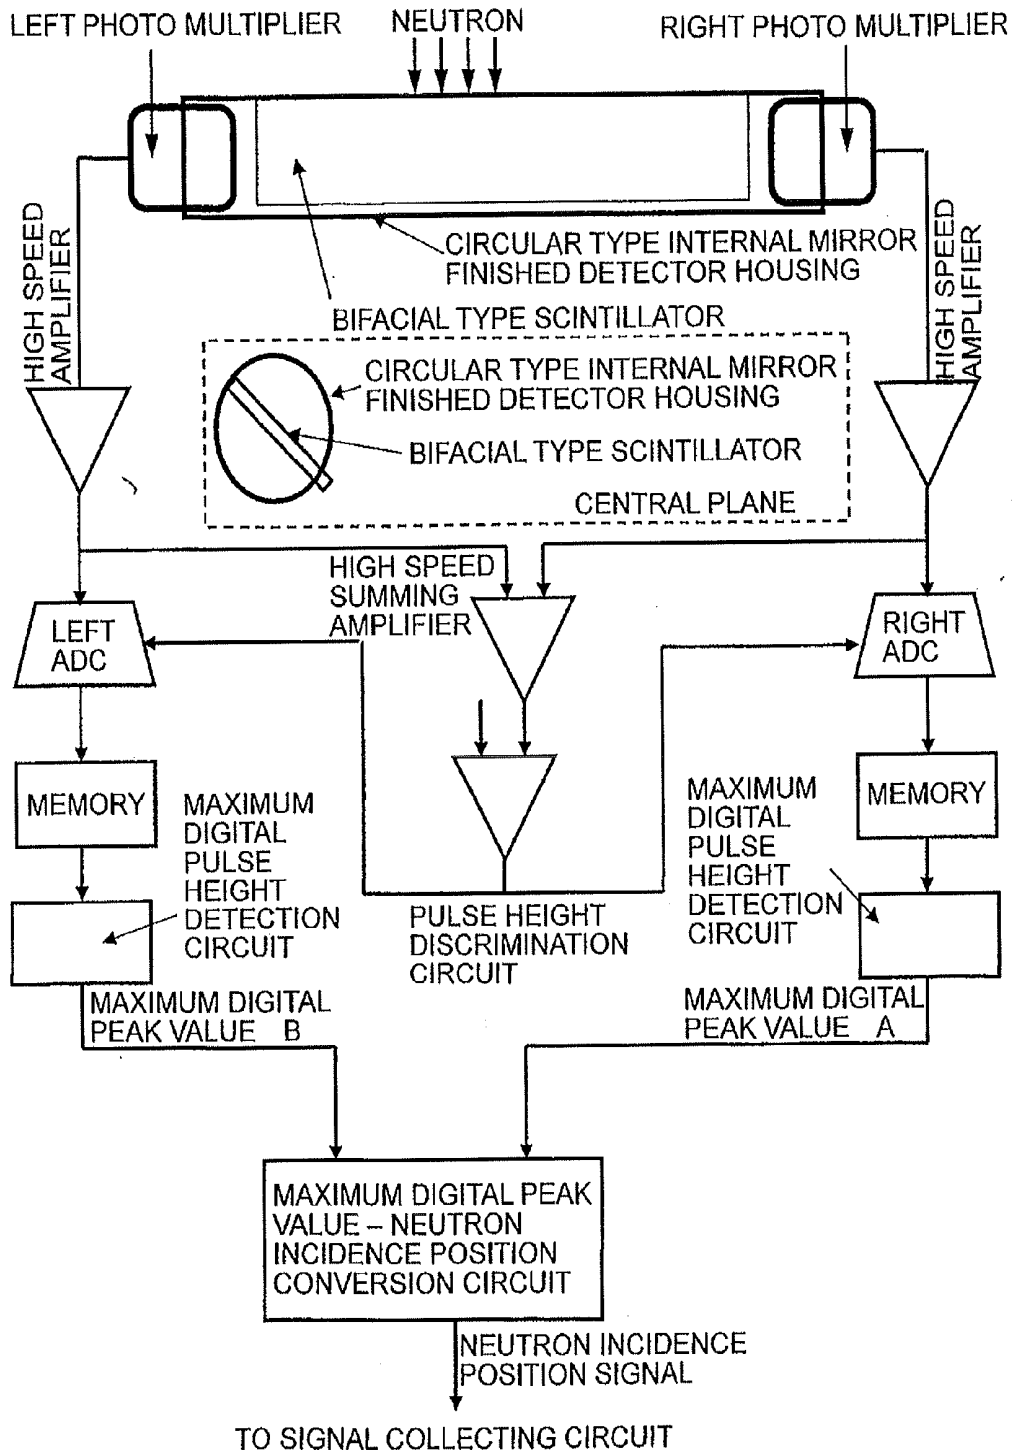 LEFT PHOTO MULTIPLIER
NEUTRON
RIGHT PHOTO MULTIPLIER
HIGH SPEED
AMPLIFIER
CIRCULAR TYPE INTERNAL MIRROR
FINISHED DETECTOR HOUSING
BIFACIAL TYPE SCINTILLATOR
HIGH SPEED
AMPLIFIER
CIRCULAR TYPE INTERNAL MIRROR
FINISHED DETECTOR HOUSING
BIFACIAL TYPE SCINTILLATOR
CENTRAL PLANE
HIGH SPEED
SUMMING
AMPLIFIER
LEFT
ADC
RIGHT
ADC
MEMORY
MAXIMUM
DIGITAL
PULSE
HEIGHT
DETECTION
CIRCUIT
MAXIMUM
DIGITAL
PULSE
HEIGHT
DETECTION
CIRCUIT
MEMORY
PULSE HEIGHT
DISCRIMINATION
CIRCUIT
MAXIMUM DIGITAL
PEAK VALUE B
MAXIMUM DIGITAL
PEAK VALUE A
MAXIMUM DIGITAL PEAK
VALUE – NEUTRON
INCIDENCE POSITION
CONVERSION CIRCUIT
NEUTRON INCIDENCE
POSITION SIGNAL
TO SIGNAL COLLECTING CIRCUIT